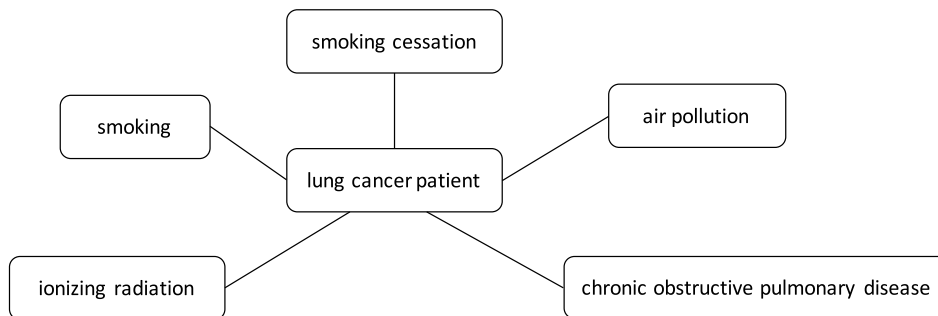 smoking cessation
smoking
air pollution
lung cancer patient
ionizing radiation
chronic obstructive pulmonary disease